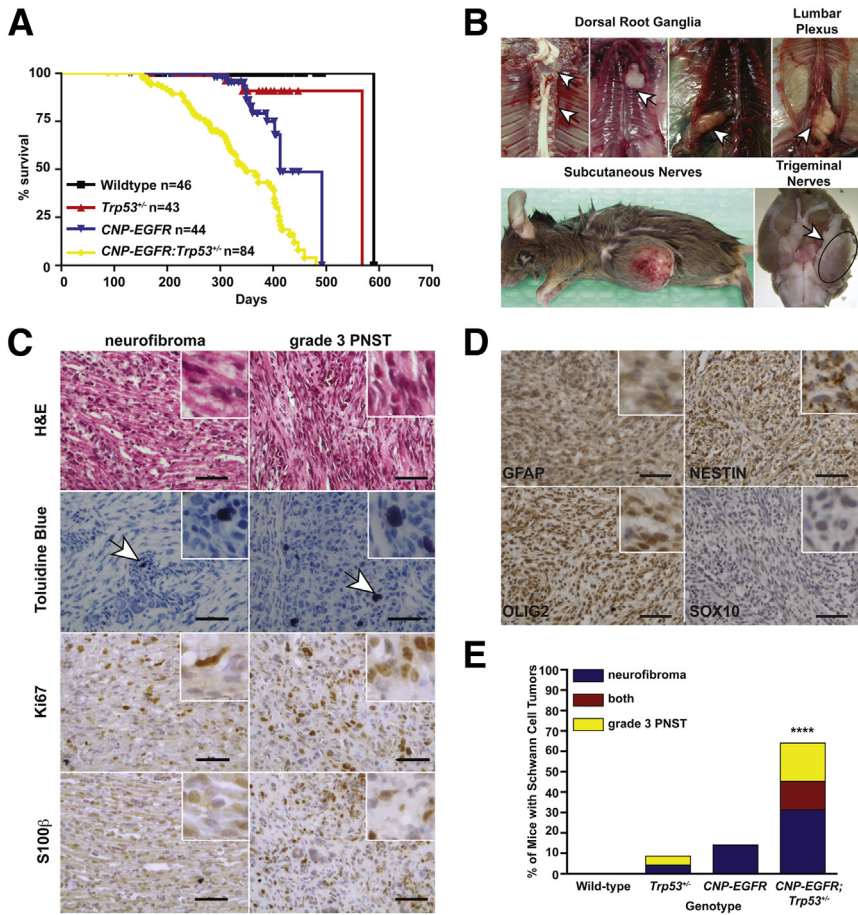 A
100
75
50
25
0
% survival
Wildtype n=46
Trp53+/- n=43
CNP-EGFR n=44
CNP-EGFR:Trp53+/- n=84
0 100 200 300 400 500 600 700
Days
B
Dorsal Root Ganglia
Lumbar
Plexus
Subcutaneous Nerves
Trigeminal
Nerves
C
neurofibroma
grade 3 PNST
H&E
Toluidine Blue
Ki67
S100β
D
GFAP
NESTIN
OLIG2
SOX10
E
100
90
80
70
60
50
40
30
20
10
0
% of Mice with Schwann Cell Tumors
neurofibroma
both
grade 3 PNST
****
Wild-type Trp53+/- CNP-EGFR CNP-EGFR;
Trp53+/-
Genotype